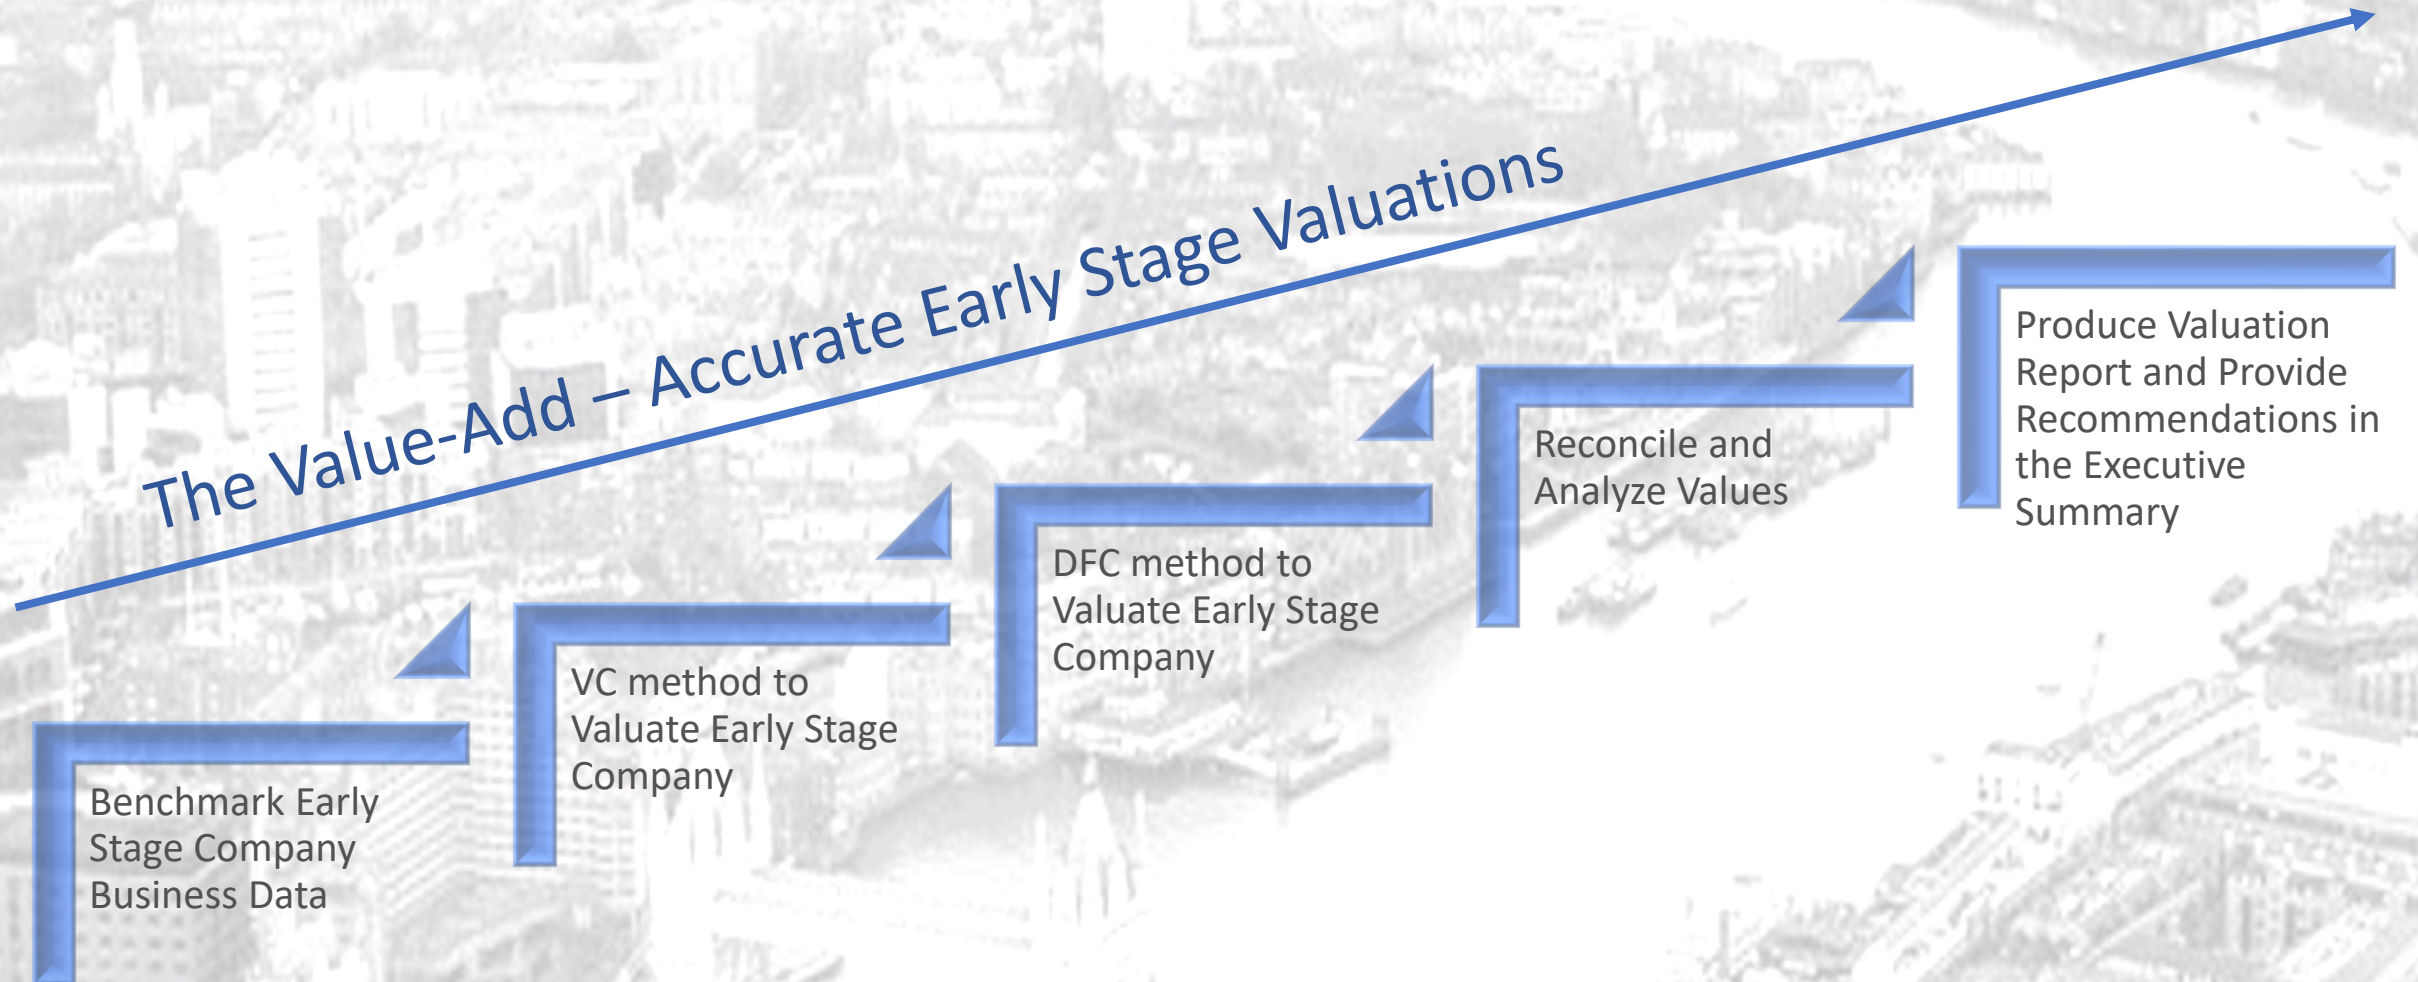 The Value-Add – Accurate Early Stage Valuations
Benchmark Early
Stage Company
Business Data
VC method to
Valuate Early Stage
Company
DFC method to
Valuate Early Stage
Company
Reconcile and
Analyze Values
Produce Valuation
Report and Provide
Recommendations in
the Executive
Summary